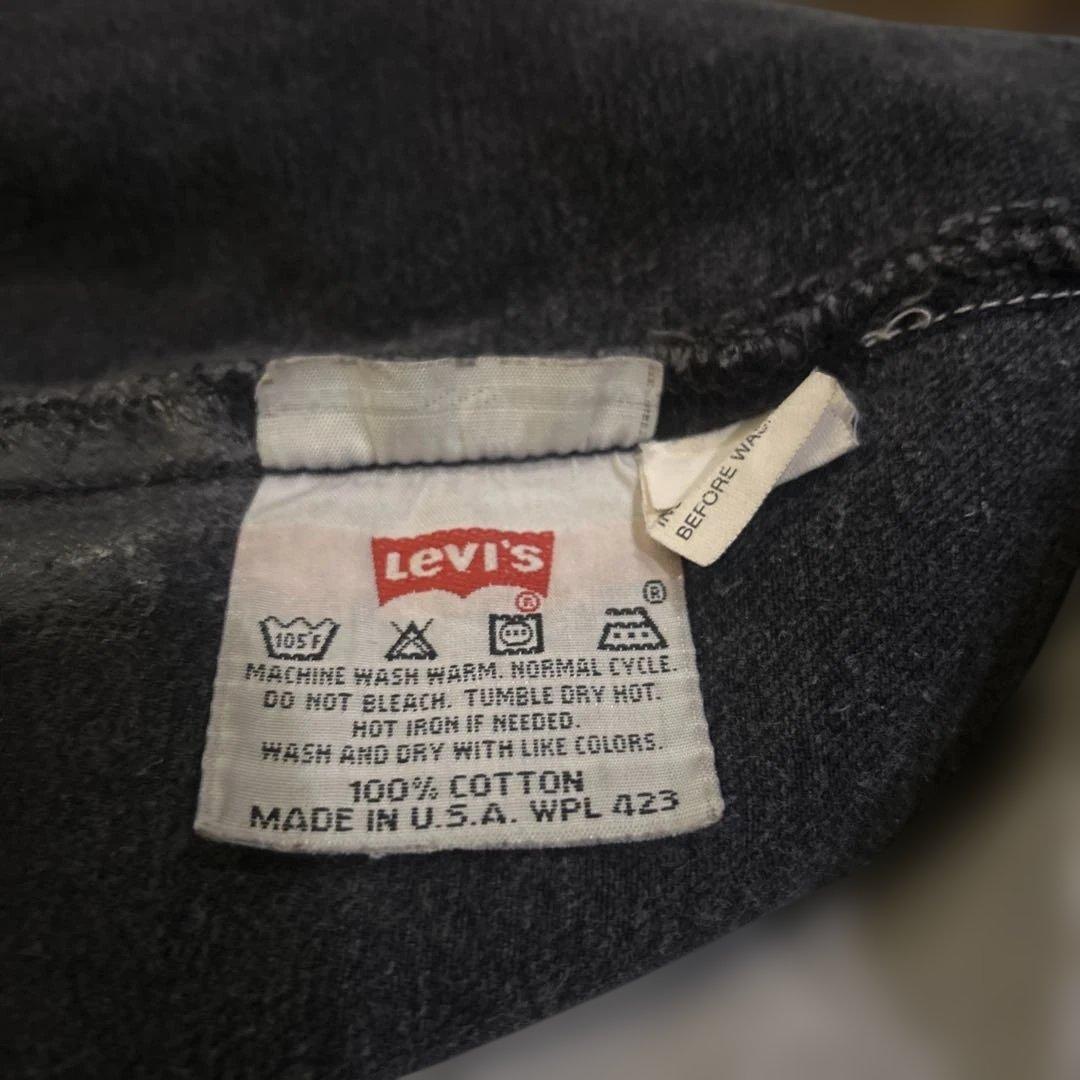 BEFORE
LEVI'S
®
®
105°F
MACHINE WASH WARM. NORMAL CYCLE.
DO NOT BLEACH. TUMBLE DRY HOT.
HOT IRON IF NEEDED.
WASH AND DRY WITH LIKE COLORS.
100% COTTON
MADE IN U.S.A. WPL 423